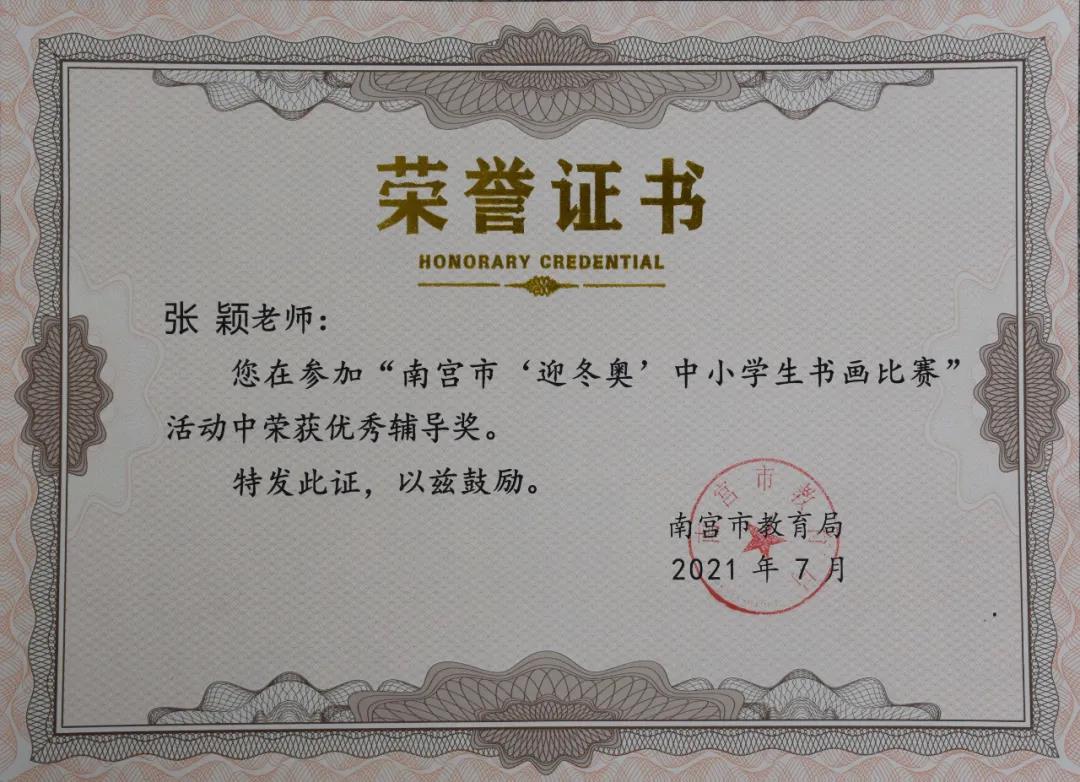 荣誉证书
HONORARY CREDENTIAL
张 颖老师：
您在参加“南宫市‘迎冬奥’中小学生书画比赛”
活动中荣获优秀辅导奖。
特发此证，以兹鼓励。
南宫市教育局
2021 年 7 月